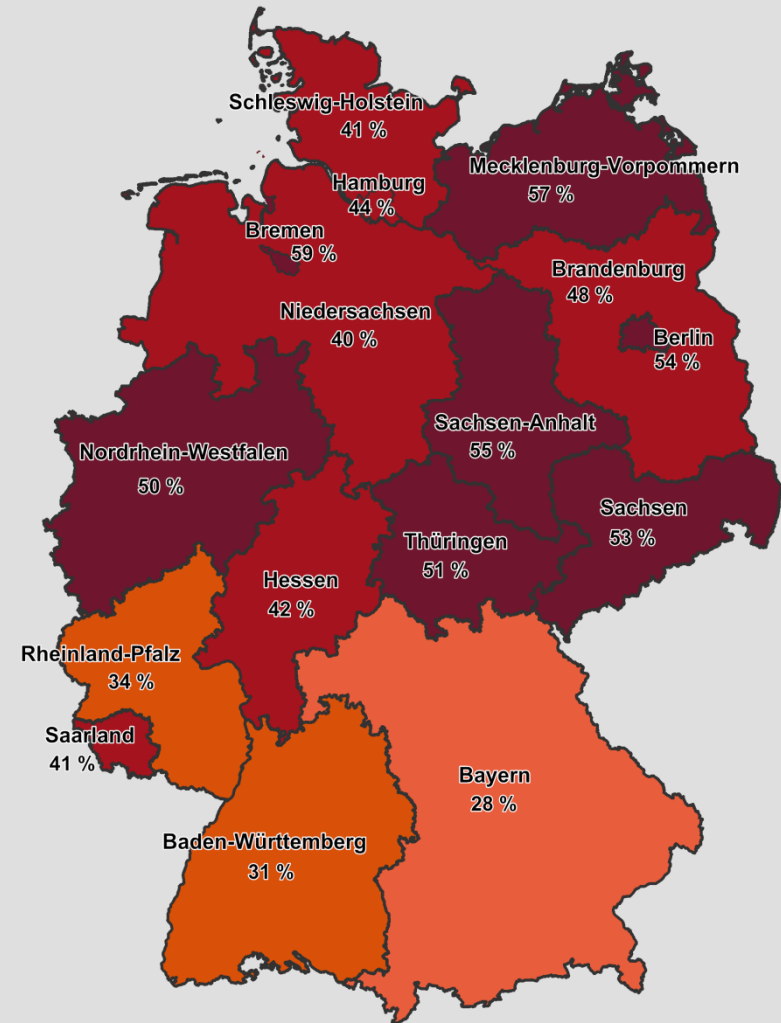 Schleswig-Holstein
41 %
Mecklenburg-Vorpommern
57 %
Hamburg
44 %
Bremen
59 %
Brandenburg
48 %
Niedersachsen
40 %
Berlin
54 %
Sachsen-Anhalt
55 %
Nordrhein-Westfalen
50 %
Sachsen
53 %
Thüringen
51 %
Hessen
42 %
Rheinland-Pfalz
34 %
Saarland
41 %
Bayern
28 %
Baden-Württemberg
31 %